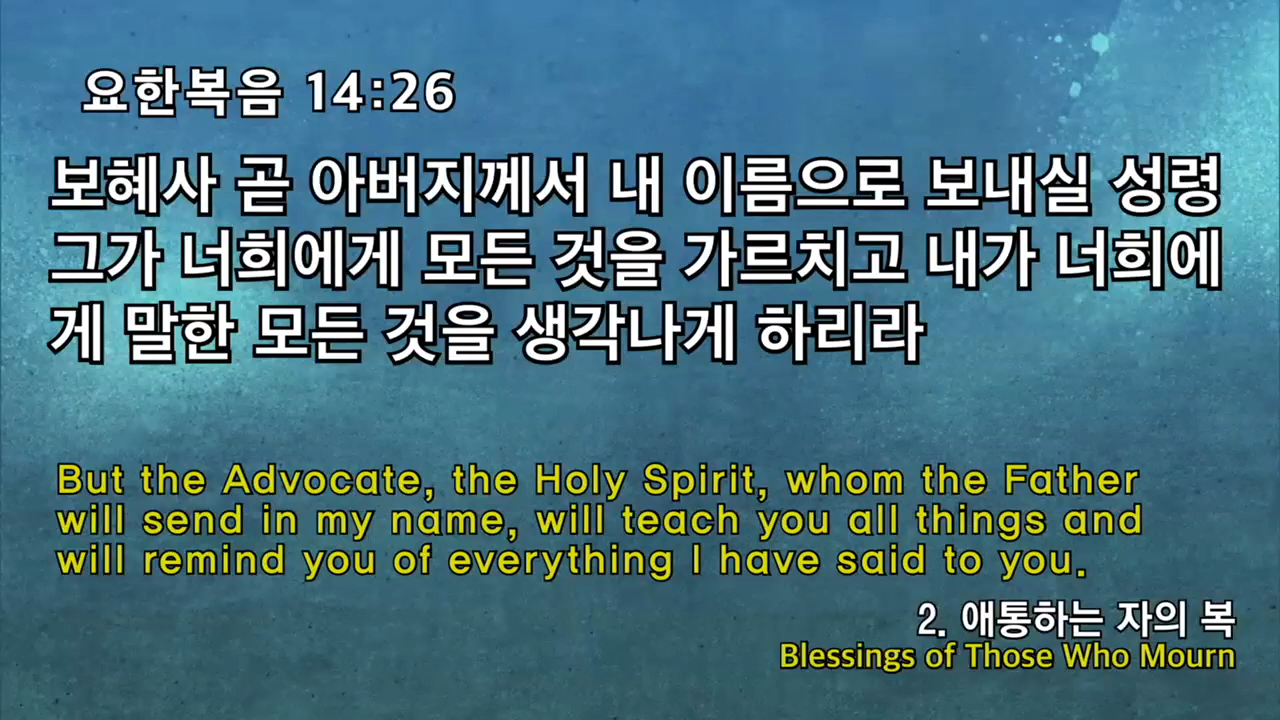 요한복음 14:26
보혜사 곧 아버지께서 내 이름으로 보내실 성령
그가 너희에게 모든 것을 가르치고 내가 너희에
게 말한 모든 것을 생각나게 하리라
But the Advocate, the Holy Spirit, whom the Father
will send in my name, will teach you all things and
will remind you of everything I have said to you.
2. 애통하는 자의 복
Blessings of Those Who Mourn